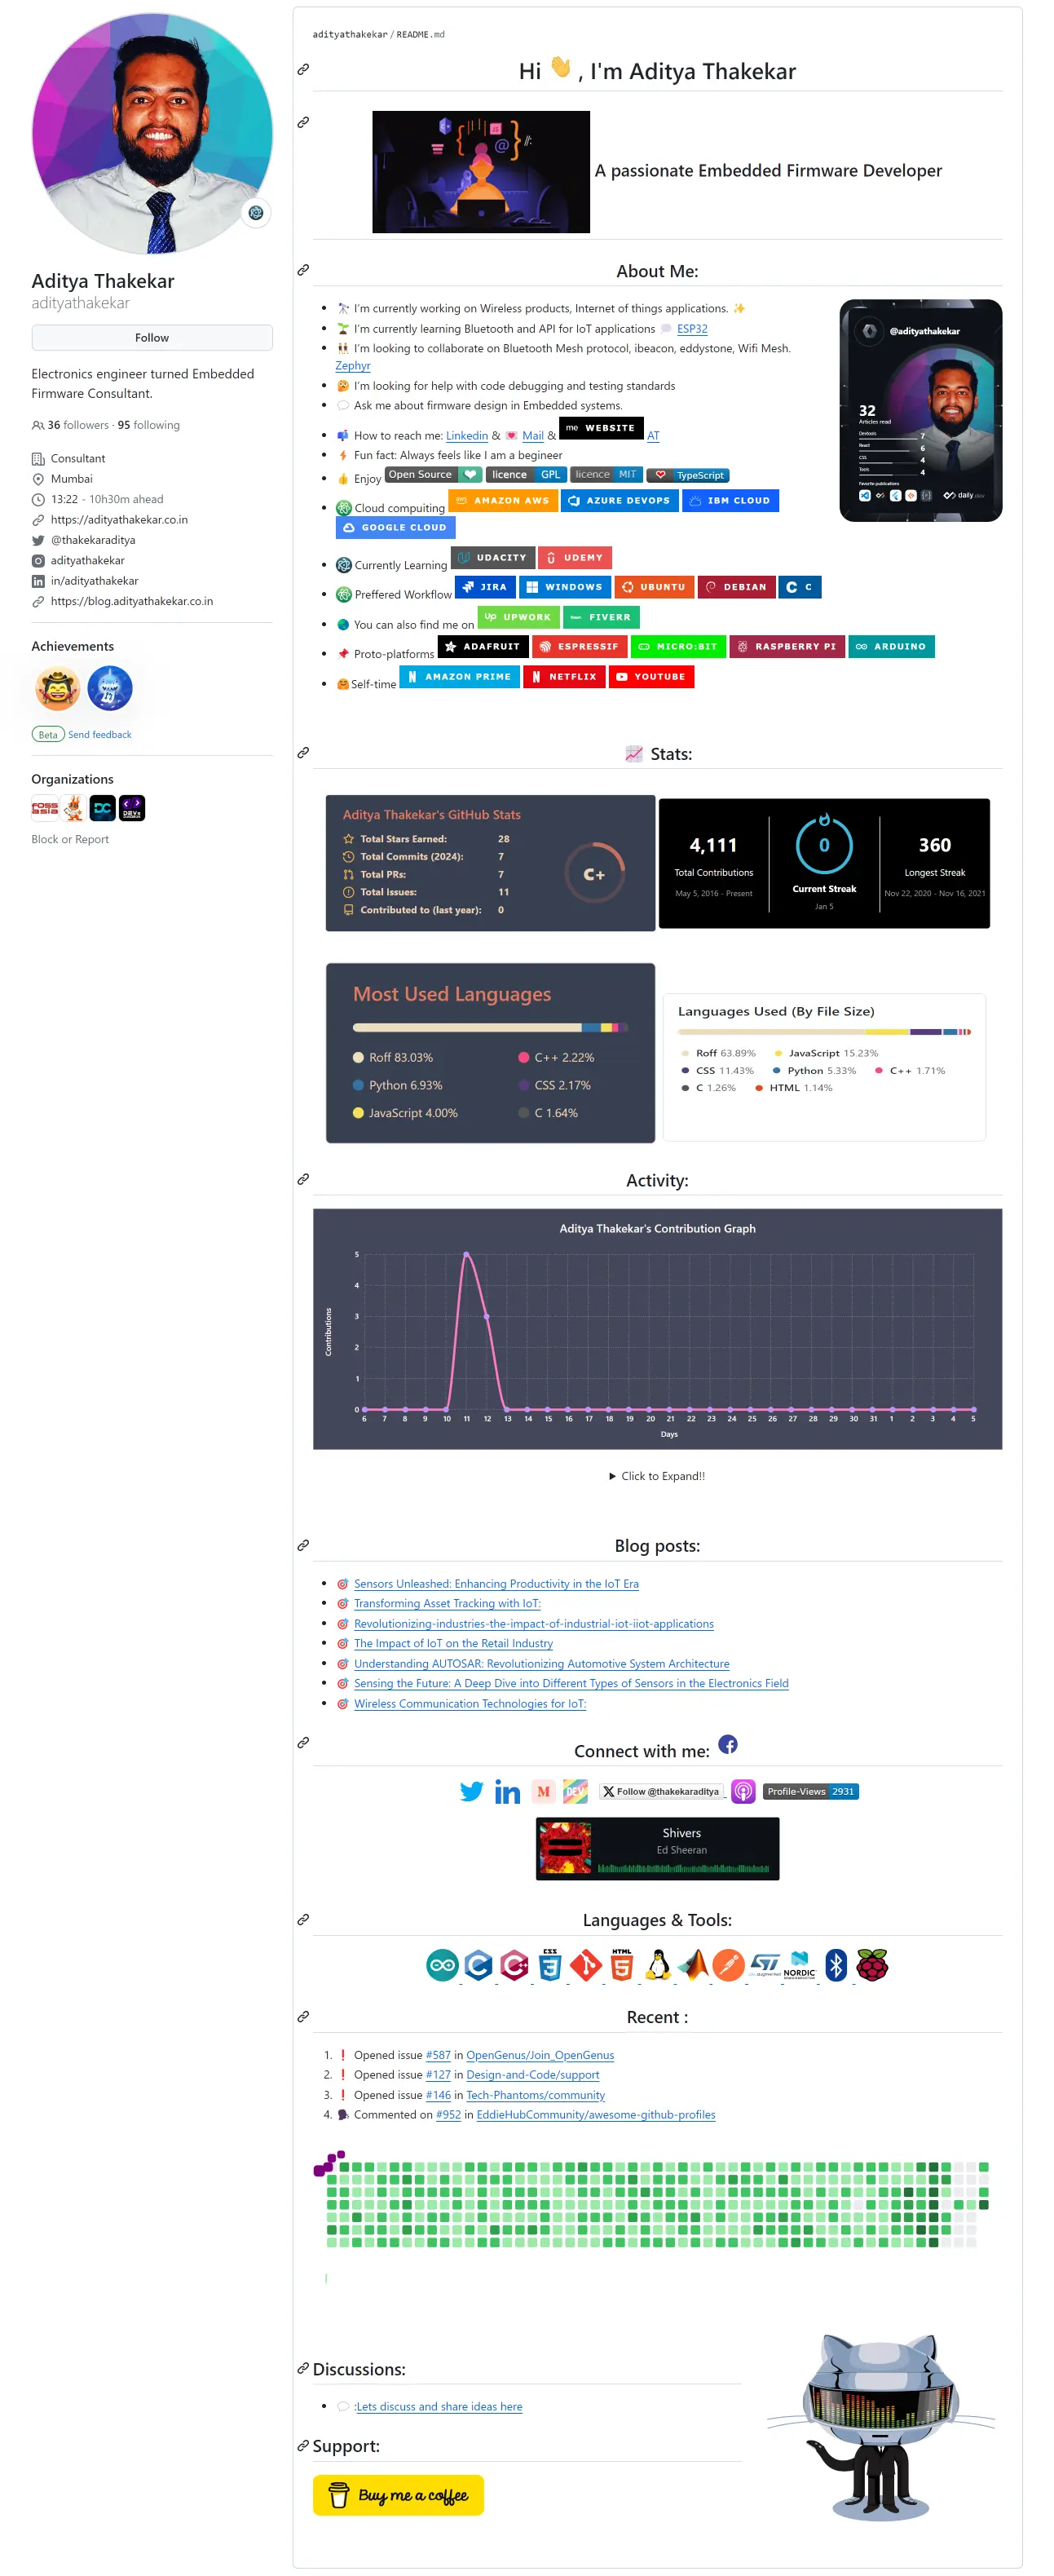 Aditya Thakekar
adityathakekar
Follow
Electronics engineer turned Embedded
Firmware Consultant.
36 followers · 95 following
Consultant
Mumbai
13:22 - 10h30m ahead
https://adityathakekar.co.in
@thakekaraditya
adityathakekar
in/adityathakekar
https://blog.adityathakekar.co.in
Achievements
Beta Send feedback
Organizations
FOSS
ASIA
DC
Block or Report
adityathakekar / README.md
Hi 👋 , I'm Aditya Thakekar
A passionate Embedded Firmware Developer
About Me:
I'm currently working on Wireless products, Internet of things applications. ✨
I'm currently learning Bluetooth and API for IoT applications 💬 ESP32
I'm looking to collaborate on Bluetooth Mesh protocol, ibeacon, eddystone, Wifi Mesh.
Zephyr
I'm looking for help with code debugging and testing standards
Ask me about firmware design in Embedded systems.
How to reach me: Linkedin & 💌 Mail & me WEBSITE AT
Fun fact: Always feels like I am a begineer
Enjoy Open Source ❤ licence GPL licence MIT ❤ TypeScript
Cloud compuiting AMAZON AWS AZURE DEVOPS IBM CLOUD
GOOGLE CLOUD
Currently Learning UDACITY UDEMY
Preffered Workflow JIRA WINDOWS UBUNTU DEBIAN C C
You can also find me on Up UPWORK FIVERR
Proto-platforms ADAFRUIT ESPRESSIF MICRO:BIT RASPBERRY PI ARDUINO
Self-time N AMAZON PRIME N NETFLIX YOUTUBE
@adityathakekar
32
Articles read
Devtools 7
React 6
CSS 4
Tools 4
Favorite publications
daily.dev
Stats:
Aditya Thakekar's GitHub Stats
Total Stars Earned: 28
Total Commits (2024): 7
Total PRs: 7
Total Issues: 11
Contributed to (last year): 0
C+
4,111
Total Contributions
May 5, 2016 - Present
0
Current Streak
Jan 5
360
Longest Streak
Nov 22, 2020 - Nov 16, 2021
Most Used Languages
Roff 83.03% C++ 2.22%
Python 6.93% CSS 2.17%
JavaScript 4.00% C 1.64%
Languages Used (By File Size)
Roff 63.89% JavaScript 15.23%
CSS 11.43% Python 5.33% C++ 1.71%
C 1.26% HTML 1.14%
Activity:
Aditya Thakekar's Contribution Graph
5
4
3
2
1
0
Contributions
6 7 8 9 10 11 12 13 14 15 16 17 18 19 20 21 22 23 24 25 26 27 28 29 30 31 1 2 3 4 5
Days
▶ Click to Expand!!
Blog posts:
Sensors Unleashed: Enhancing Productivity in the IoT Era
Transforming Asset Tracking with IoT:
Revolutionizing-industries-the-impact-of-industrial-iot-iiot-applications
The Impact of IoT on the Retail Industry
Understanding AUTOSAR: Revolutionizing Automotive System Architecture
Sensing the Future: A Deep Dive into Different Types of Sensors in the Electronics Field
Wireless Communication Technologies for IoT:
Connect with me:
in M DEV X Follow @thakekaraditya Profile-Views 2931
Shivers
Ed Sheeran
Languages & Tools:
C C++ CSS 3 HTML 5 ST NORDIC
Recent :
1. ❗ Opened issue #587 in OpenGenus/Join_OpenGenus
2. ❗ Opened issue #127 in Design-and-Code/support
3. ❗ Opened issue #146 in Tech-Phantoms/community
4. 🗣 Commented on #952 in EddieHubCommunity/awesome-github-profiles
Discussions:
:Lets discuss and share ideas here
Support:
Buy me a coffee